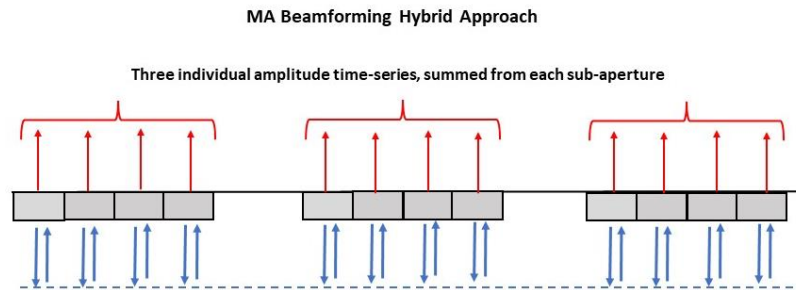 MA Beamforming Hybrid Approach
Three individual amplitude time-series, summed from each sub-aperture